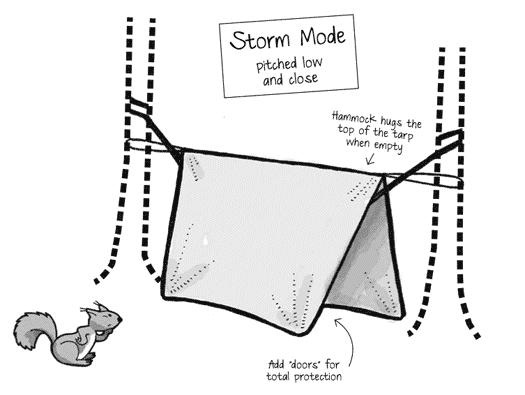 Storm Mode
pitched low
and close
Hammock hugs the
top of the tarp
when empty
Add "doors" for
total protection